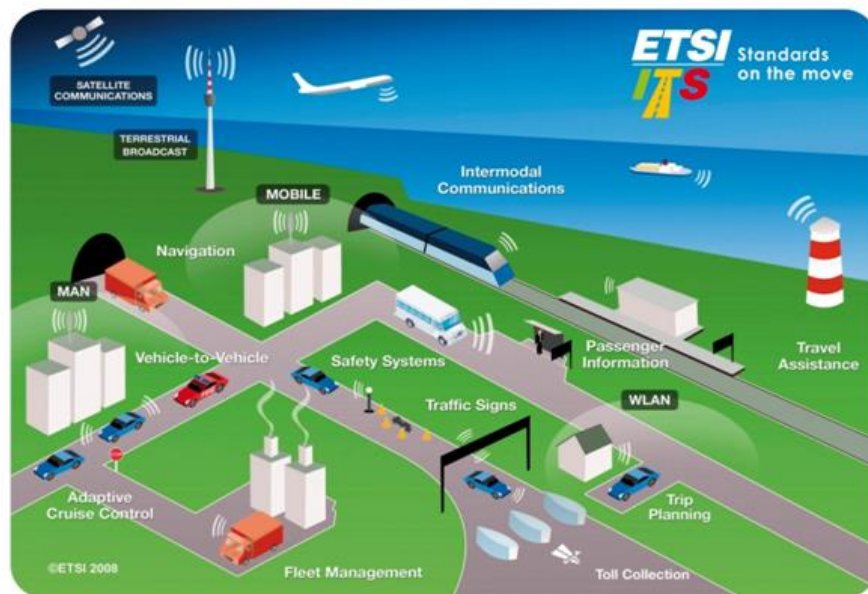 ETSI
ITS
Standards
on the move
SATELLITE
COMMUNICATIONS
TERRESTRIAL
BROADCAST
Intermodal
Communications
MOBILE
Navigation
MAN
Vehicle-to-Vehicle
Safety Systems
Passenger
Information
Travel
Assistance
Traffic Signs
WLAN
Adaptive
Cruise Control
Trip
Planning
©ETSI 2008
Fleet Management
Toll Collection